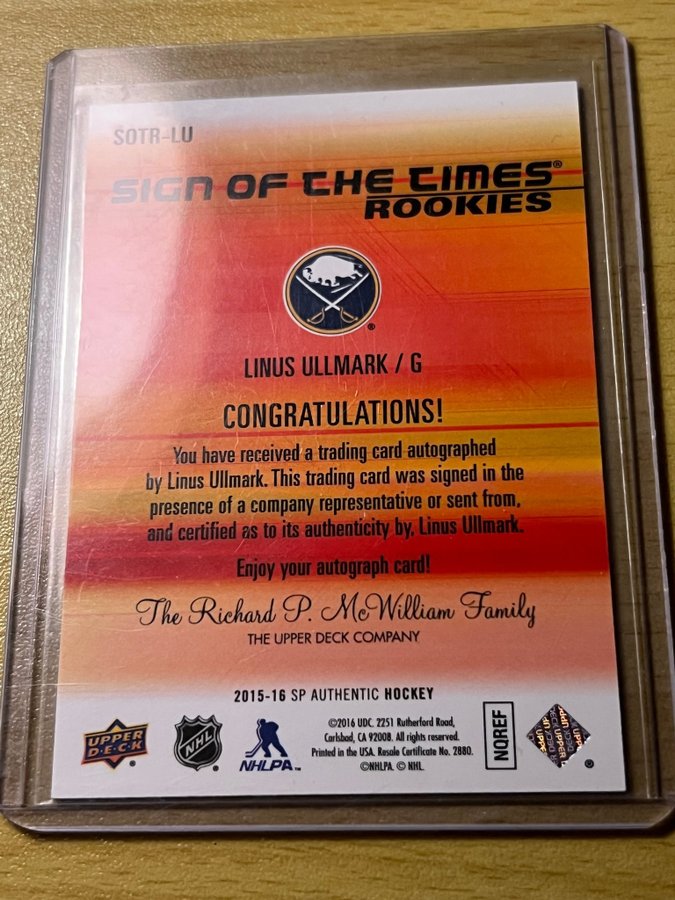 SOTR-LU
SIGN OF THE TIMES®
ROOKIES
®
LINUS ULLMARK / G
CONGRATULATIONS!
You have received a trading card autographed
by Linus Ullmark. This trading card was signed in the
presence of a company representative or sent from,
and certified as to its authenticity by, Linus Ullmark.
Enjoy your autograph card!
The Richard P. McWilliam Family
THE UPPER DECK COMPANY
2015-16 SP AUTHENTIC HOCKEY
UPPER
DECK
NHL
NHLPA™
©2016 UDC. 2251 Rutherford Road,
Carlsbad, CA 92008. All rights reserved.
Printed in the USA. Resale Certificate No. 2880.
©NHLPA. © NHL.
NOREF
UPPER
DECK
®